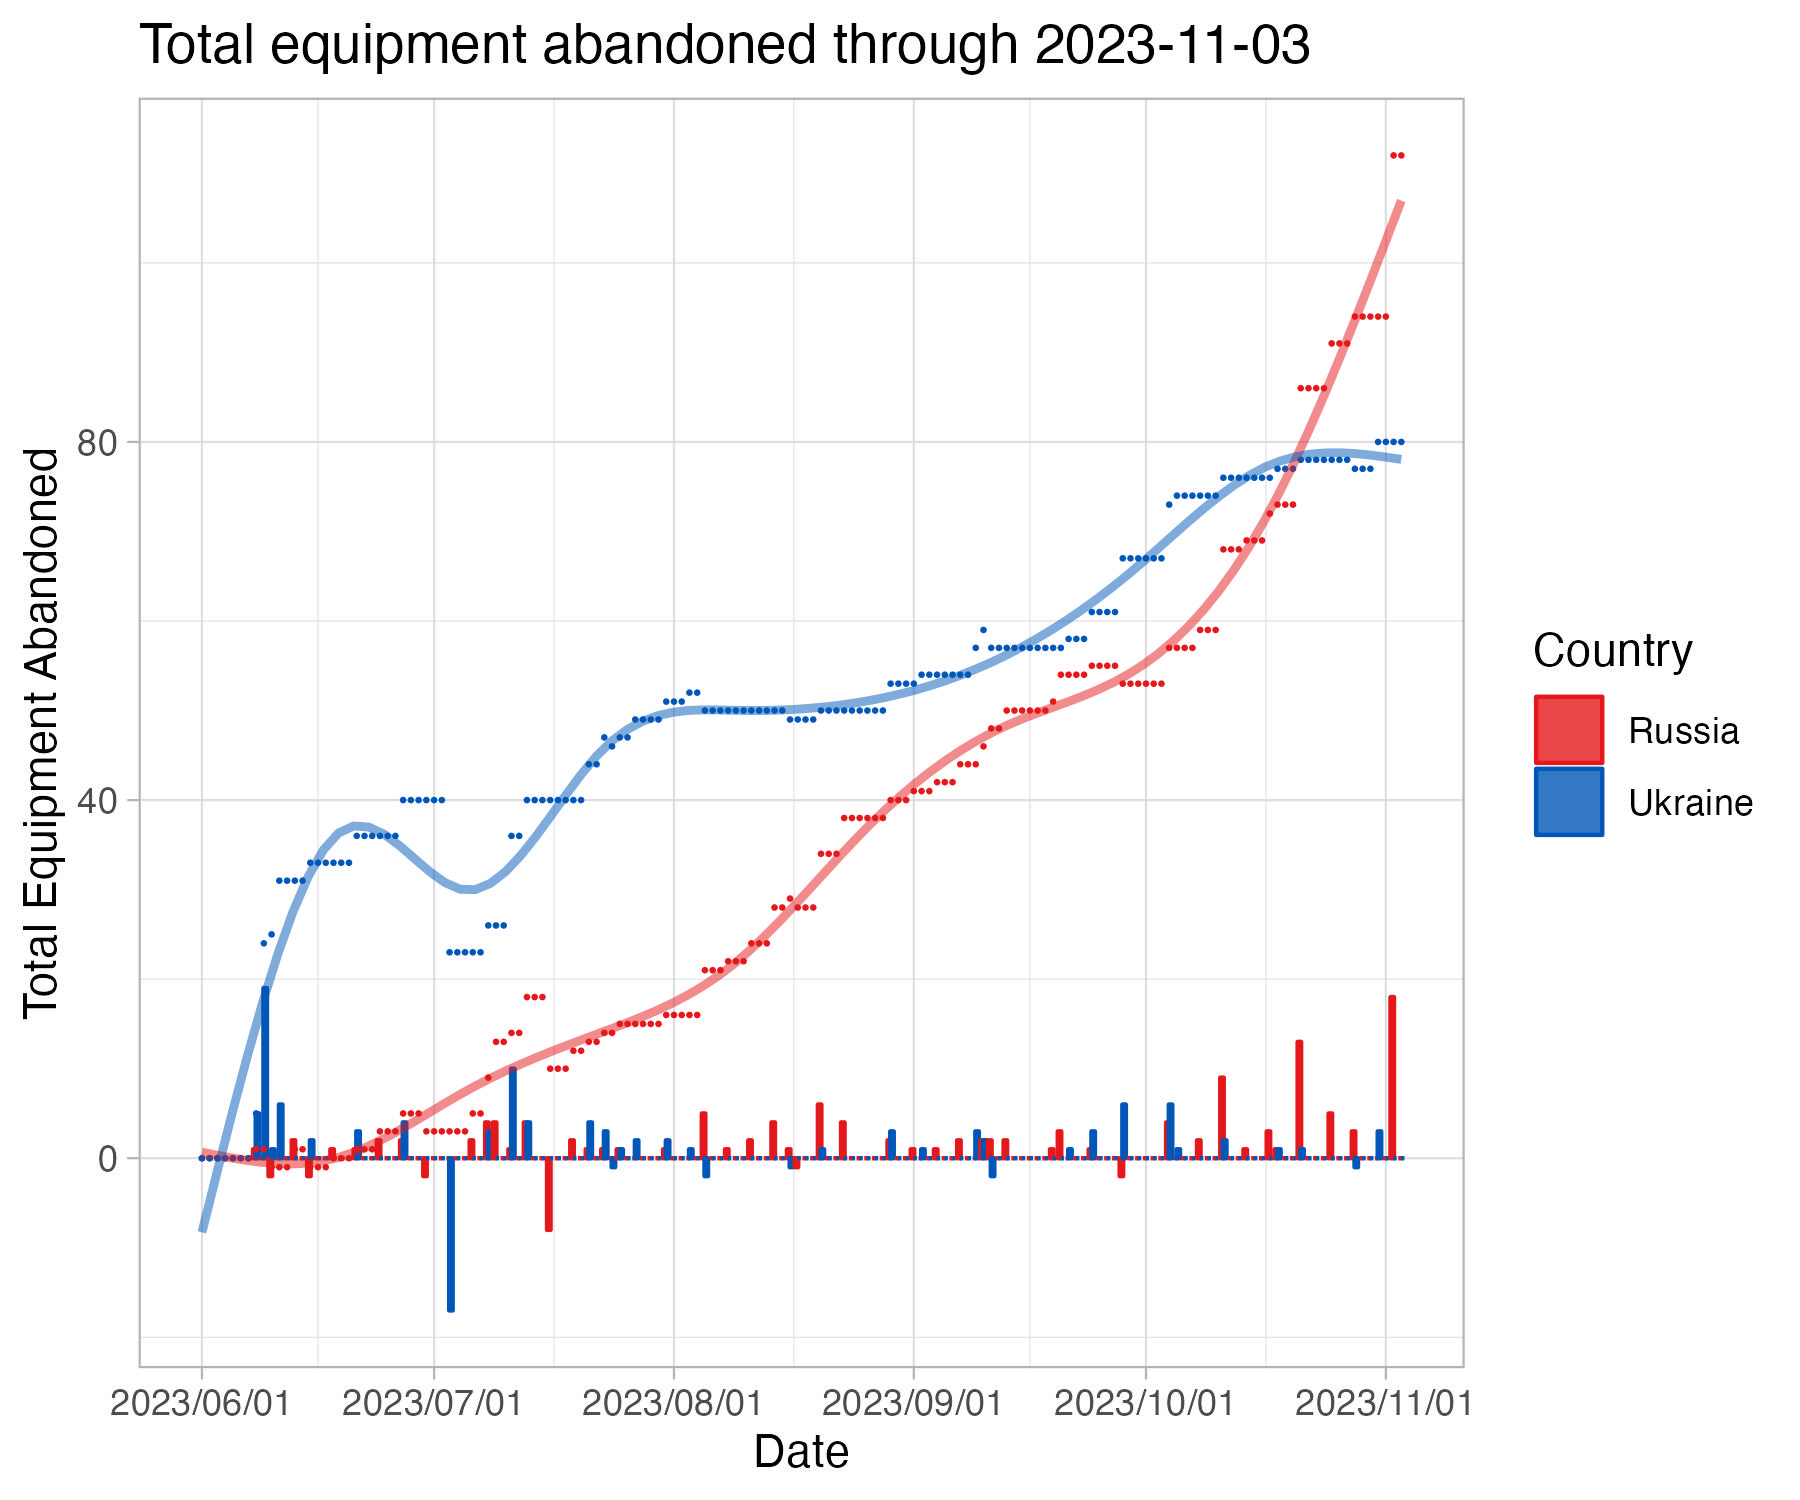 Total equipment abandoned through 2023-11-03
Total Equipment Abandoned
80
40
0
2023/06/01
2023/07/01
2023/08/01
2023/09/01
2023/10/01
2023/11/01
Date
Country
Russia
Ukraine